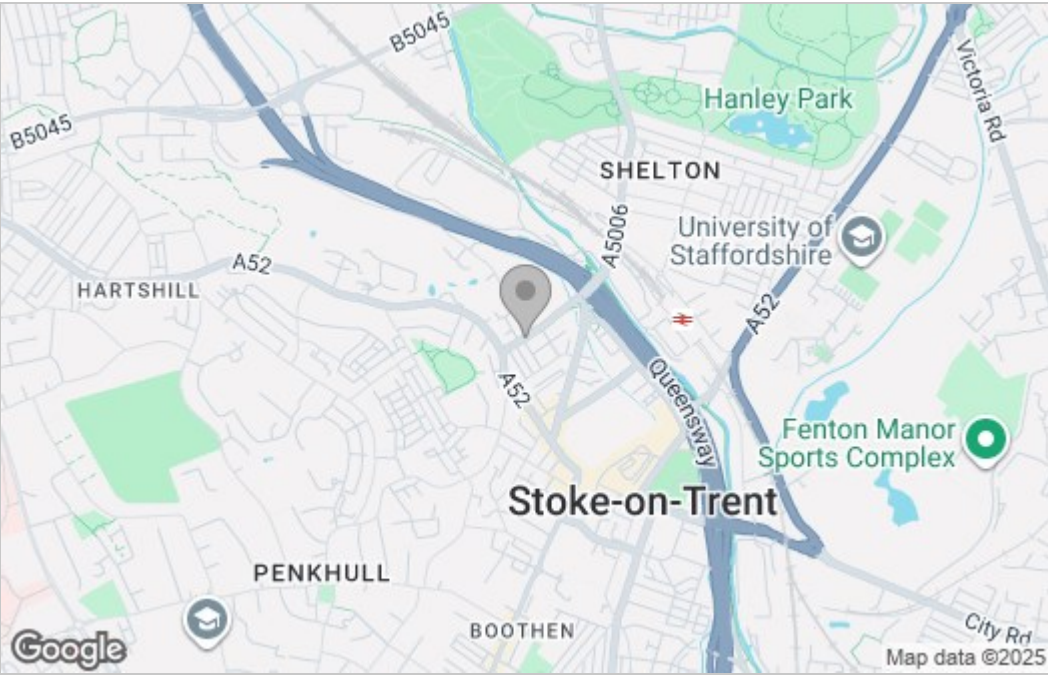 B5045
B5045
Victoria Rd
Hanley Park
SHELTON
A5006
University of
Staffordshire
A52
HARTSHILL
A52
A52
Queensway
Fenton Manor
Sports Complex
Stoke-on-Trent
PENKHULL
BOOTHEN
City Rd
Google
Map data ©2025